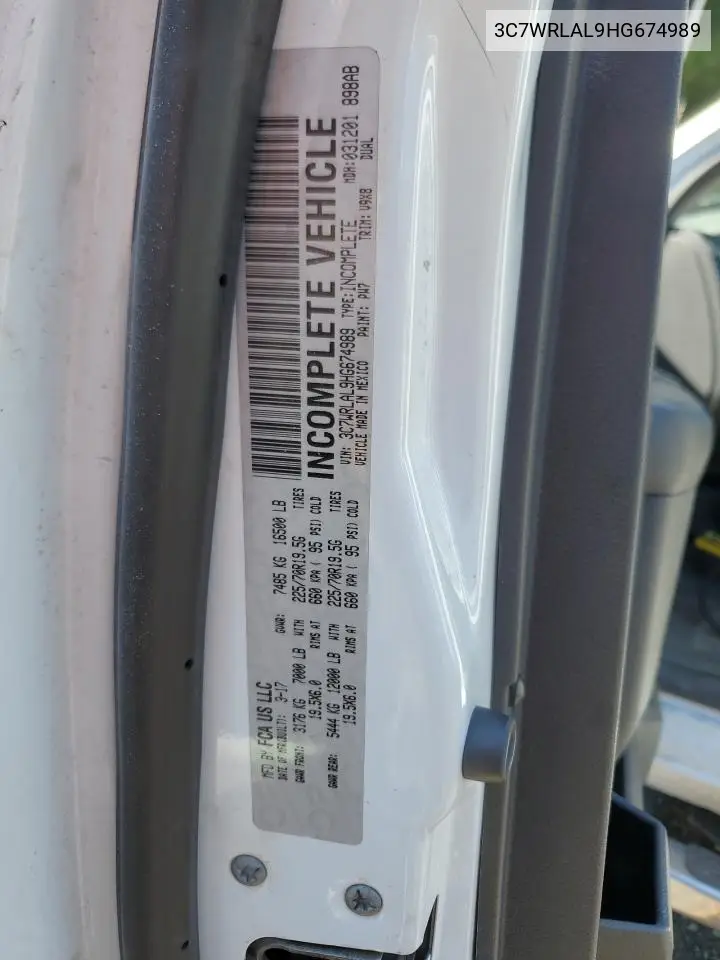 3C7WRLAL9HG674989
MFD BY FCA US LLC
DATE OF MFR(BUILT): 3-17 GVWR: 7485 KG 16500 LB
GAWR FRONT: 3176 KG 7000 LB WITH 225/70R19.5G TIRES
19.5X6.0 RIMS AT 660 KPA ( 95 PSI) COLD
GAWR REAR: 5444 KG 12000 LB WITH 225/70R19.5G TIRES
19.5X6.0 RIMS AT 660 KPA ( 95 PSI) COLD
INCOMPLETE VEHICLE
VIN: 3C7WRLAL9HG674989 TYPE: INCOMPLETE MDH: 031201 898AB
VEHICLE MADE IN MEXICO PAINT: PW7 TRIM: V9X8 DUAL